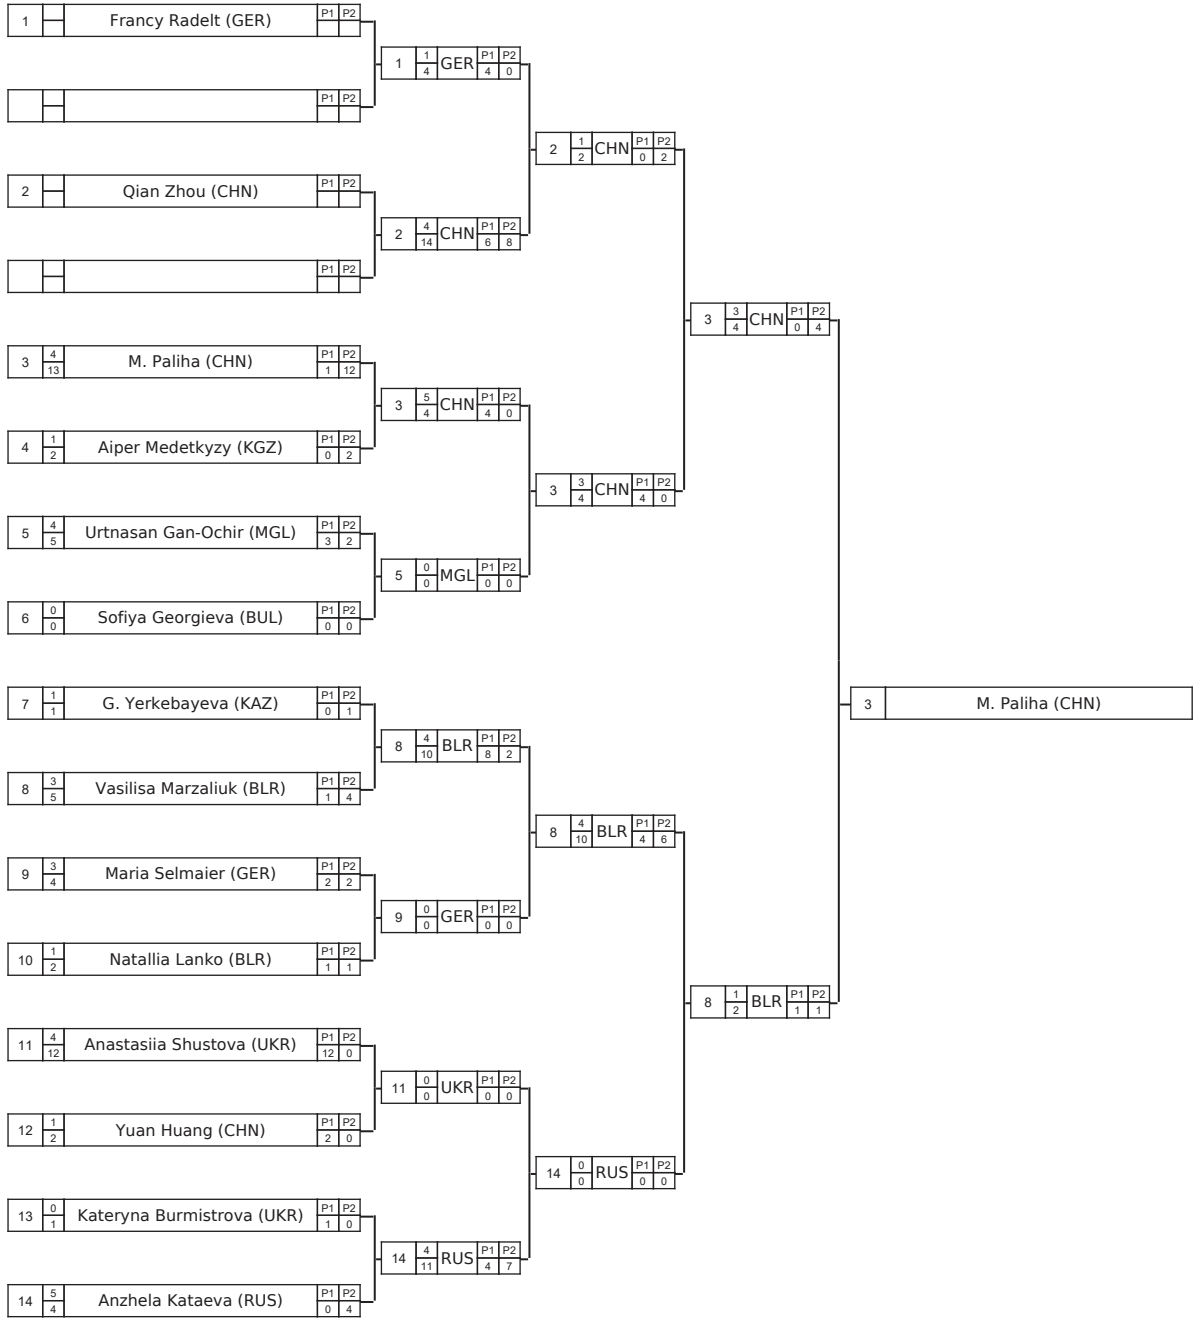 1 Francy Radelt (GER) P1 P2
1 1 4 GER P1 P2 4 0
P1 P2
2 1 2 CHN P1 P2 0 2
2 Qian Zhou (CHN) P1 P2
2 4 14 CHN P1 P2 6 8
P1 P2
3 3 4 CHN P1 P2 0 4
3 4 13 M. Paliha (CHN) P1 P2 1 12
3 5 4 CHN P1 P2 4 0
4 1 2 Aiper Medetkyzy (KGZ) P1 P2 0 2
3 3 4 CHN P1 P2 4 0
5 4 5 Urtnasan Gan-Ochir (MGL) P1 P2 3 2
5 0 0 MGL P1 P2 0 0
6 0 0 Sofiya Georgieva (BUL) P1 P2 0 0
7 1 1 G. Yerkebayeva (KAZ) P1 P2 0 1
3 M. Paliha (CHN)
8 4 10 BLR P1 P2 8 2
8 3 5 Vasilisa Marzaliuk (BLR) P1 P2 1 4
8 4 10 BLR P1 P2 4 6
9 3 4 Maria Selmaier (GER) P1 P2 2 2
9 0 0 GER P1 P2 0 0
10 1 2 Natallia Lanko (BLR) P1 P2 1 1
8 1 2 BLR P1 P2 1 1
11 4 12 Anastasiia Shustova (UKR) P1 P2 12 0
11 0 0 UKR P1 P2 0 0
12 1 2 Yuan Huang (CHN) P1 P2 2 0
14 0 0 RUS P1 P2 0 0
13 0 1 Kateryna Burmistrova (UKR) P1 P2 1 0
14 4 11 RUS P1 P2 4 7
14 5 4 Anzhela Kataeva (RUS) P1 P2 0 4